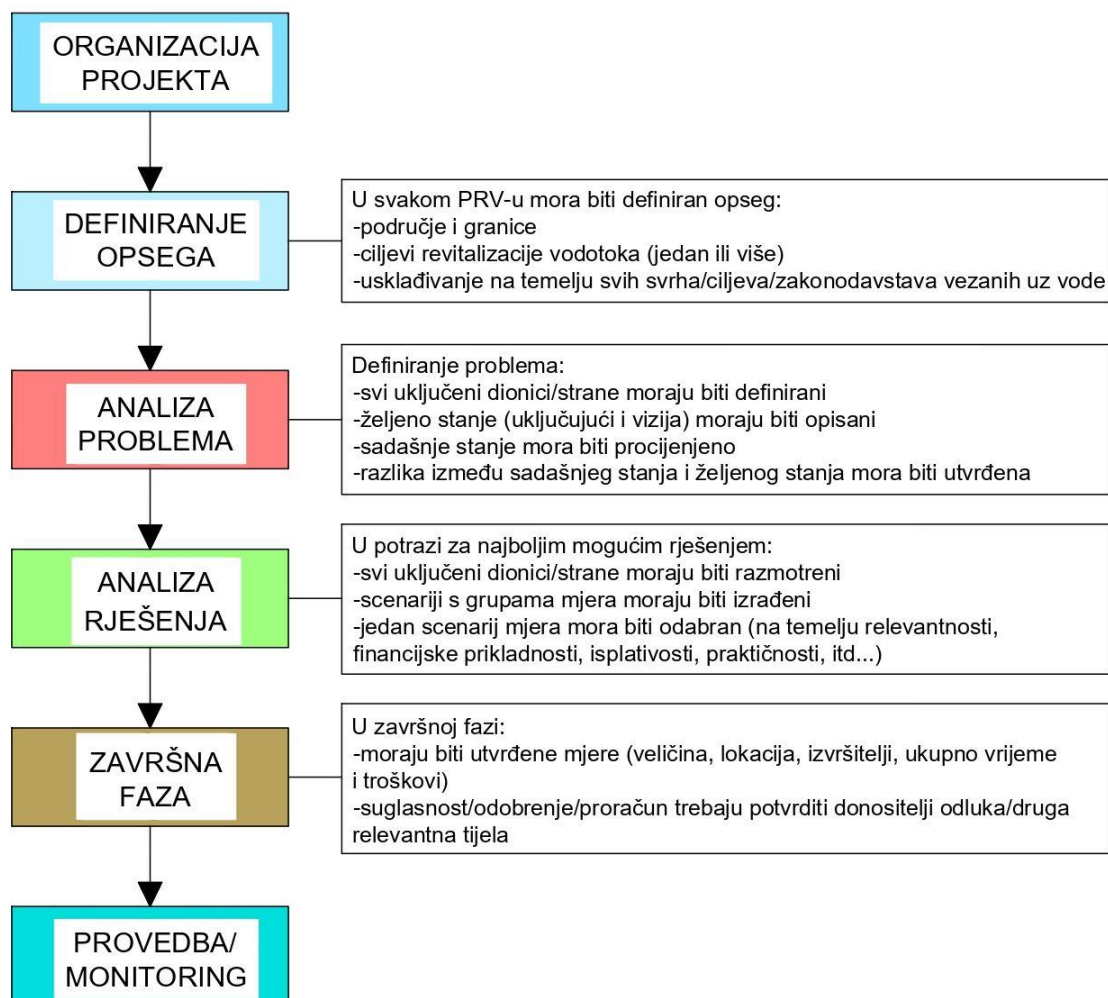 ORGANIZACIJA
PROJEKTA
DEFINIRANJE
OPSEGA
U svakom PRV-u mora biti definiran opseg:
-područje i granice
-ciljevi revitalizacije vodotoka (jedan ili više)
-usklađivanje na temelju svih svrha/ciljeva/zakonodavstava vezanih uz vode
ANALIZA
PROBLEMA
Definiranje problema:
-svi uključeni dionici/strane moraju biti definirani
-željeno stanje (uključujući i vizija) moraju biti opisani
-sadašnje stanje mora biti procijenjeno
-razlika između sadašnjeg stanja i željenog stanja mora biti utvrđena
ANALIZA
RJEŠENJA
U potrazi za najboljim mogućim rješenjem:
-svi uključeni dionici/strane moraju biti razmotreni
-scenariji s grupama mjera moraju biti izrađeni
-jedan scenarij mjera mora biti odabran (na temelju relevantnosti,
financijske prikladnosti, isplativosti, praktičnosti, itd...)
ZAVRŠNA
FAZA
U završnoj fazi:
-moraju biti utvrđene mjere (veličina, lokacija, izvršitelji, ukupno vrijeme
i troškovi)
-suglasnost/odobrenje/proračun trebaju potvrditi donositelji odluka/druga
relevantna tijela
PROVEDBA/
MONITORING